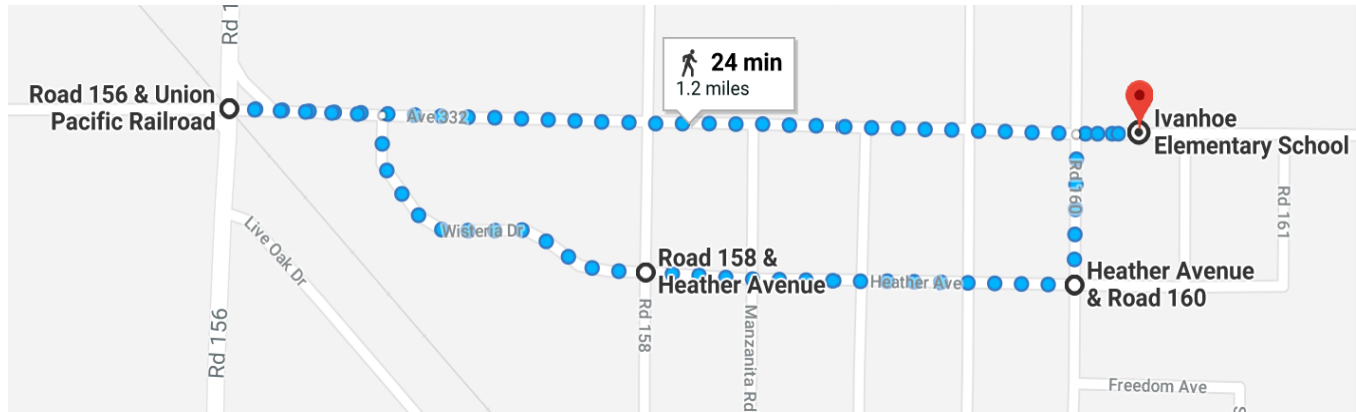 Rd 1
24 min
1.2 miles
Road 156 & Union
Pacific Railroad
Ave 332
Ivanhoe
Elementary School
Rd 160
Rd 161
Live Oak Dr
Wisteria Dr
Road 158 &
Heather Avenue
Heather Ave
Heather Avenue
& Road 160
Rd 156
Rd 158
Manzanita Rd
Freedom Ave
S